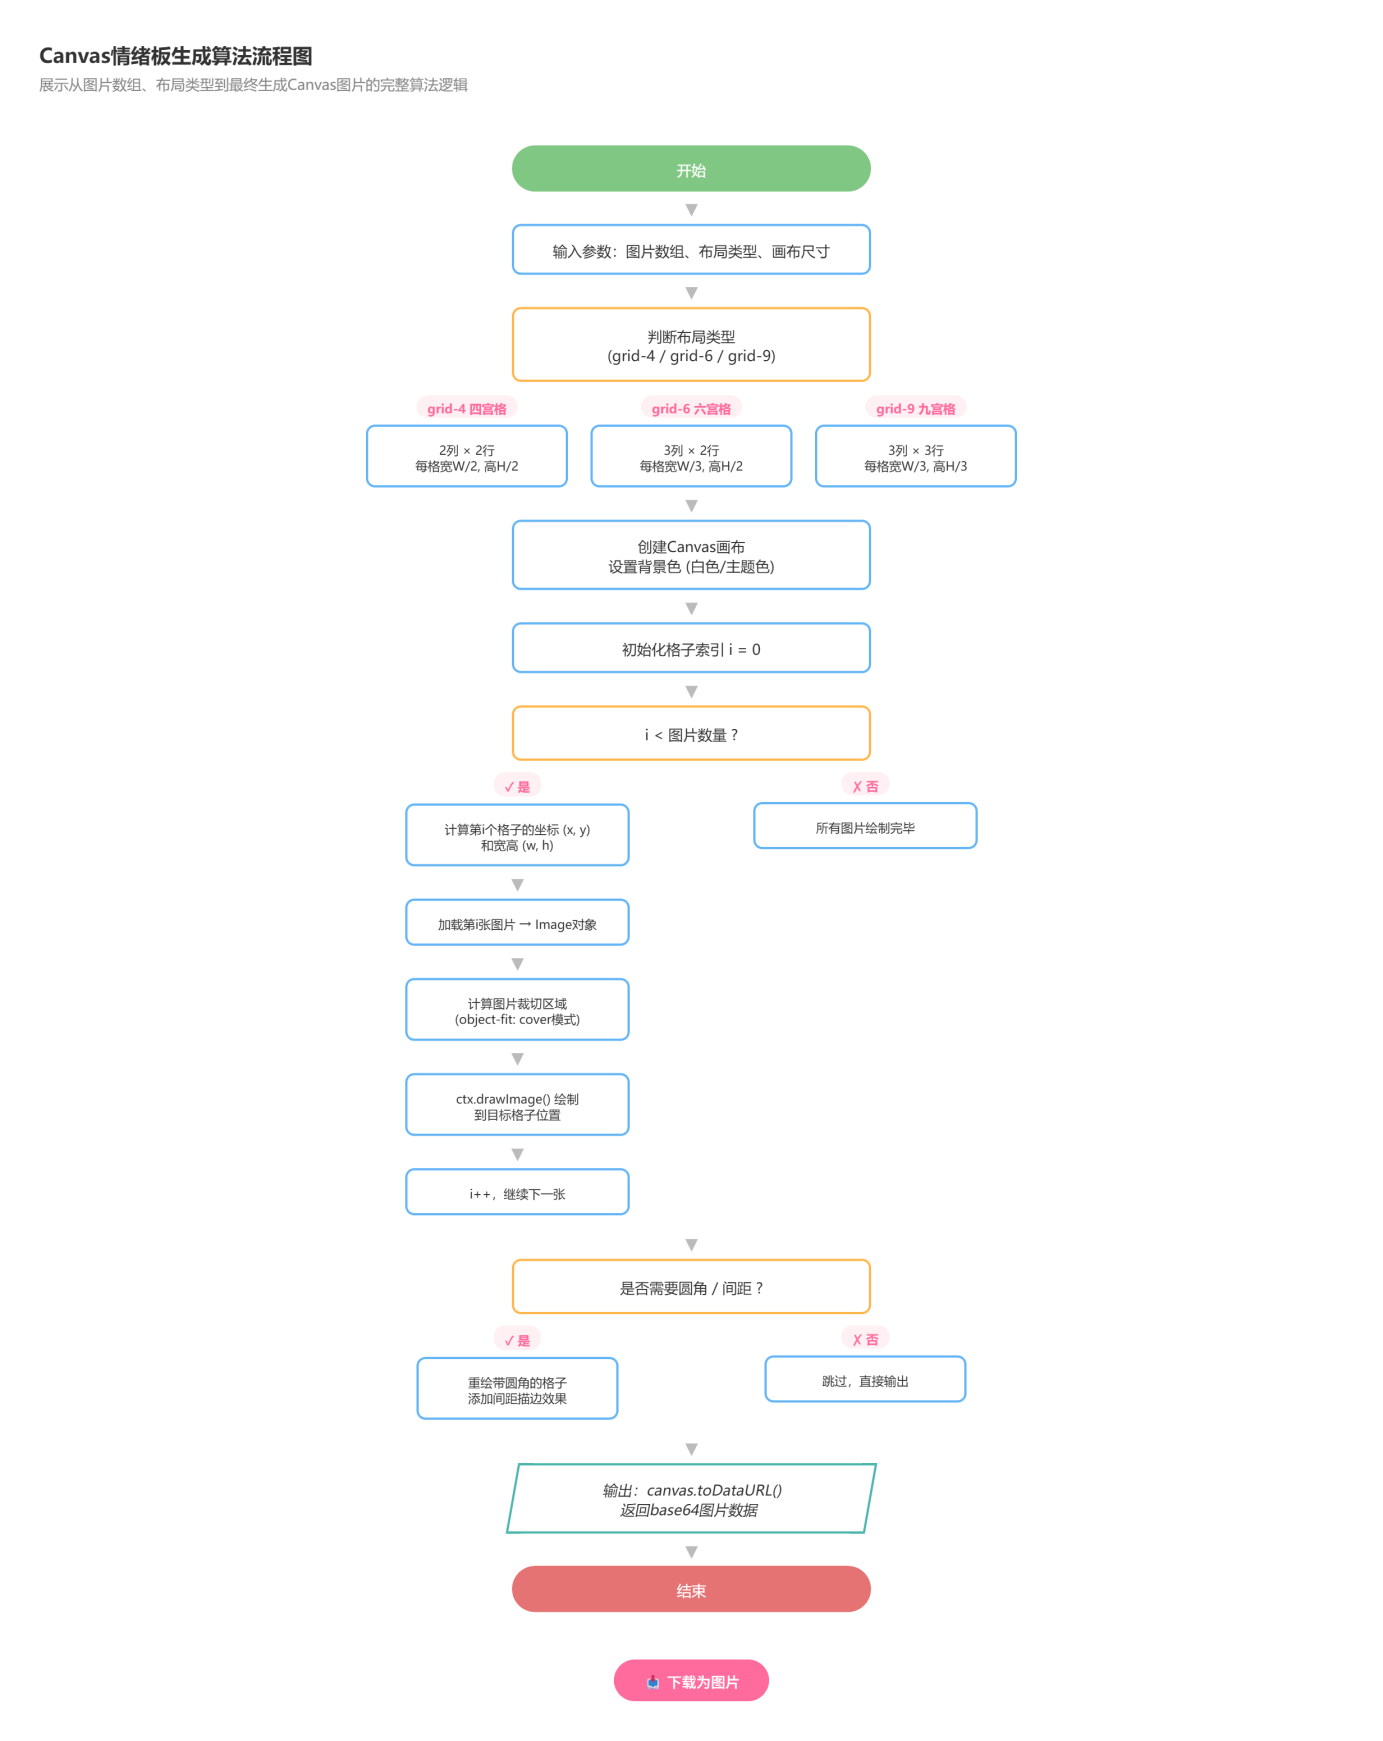 Canvas情绪板生成算法流程图
展示从图片数组、布局类型到最终生成Canvas图片的完整算法逻辑
开始
输入参数：图片数组、布局类型、画布尺寸
判断布局类型
(grid-4 / grid-6 / grid-9)
grid-4 四宫格
2列 × 2行
每格宽W/2, 高H/2
grid-6 六宫格
3列 × 2行
每格宽W/3, 高H/2
grid-9 九宫格
3列 × 3行
每格宽W/3, 高H/3
创建Canvas画布
设置背景色 (白色/主题色)
初始化格子索引 i = 0
i < 图片数量？
✓ 是
计算第i个格子的坐标 (x, y)
和宽高 (w, h)
加载第i张图片 → Image对象
计算图片裁切区域
(object-fit: cover模式)
ctx.drawImage() 绘制
到目标格子位置
i++，继续下一张
✗ 否
所有图片绘制完毕
是否需要圆角 / 间距？
✓ 是
重绘带圆角的格子
添加间距描边效果
✗ 否
跳过，直接输出
输出：canvas.toDataURL()
返回base64图片数据
结束
📥 下载为图片